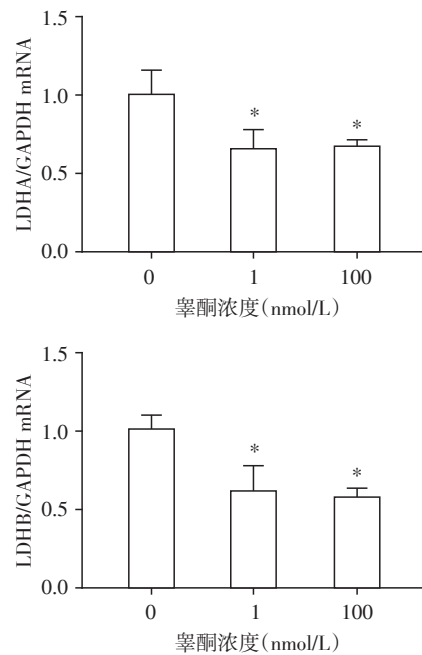 LDHA/GAPDH mRNA
1.5
1.0
0.5
0.0
*
*
0 1 100
睾酮浓度(nmol/L)
LDHB/GAPDH mRNA
1.5
1.0
0.5
0.0
*
*
0 1 100
睾酮浓度(nmol/L)